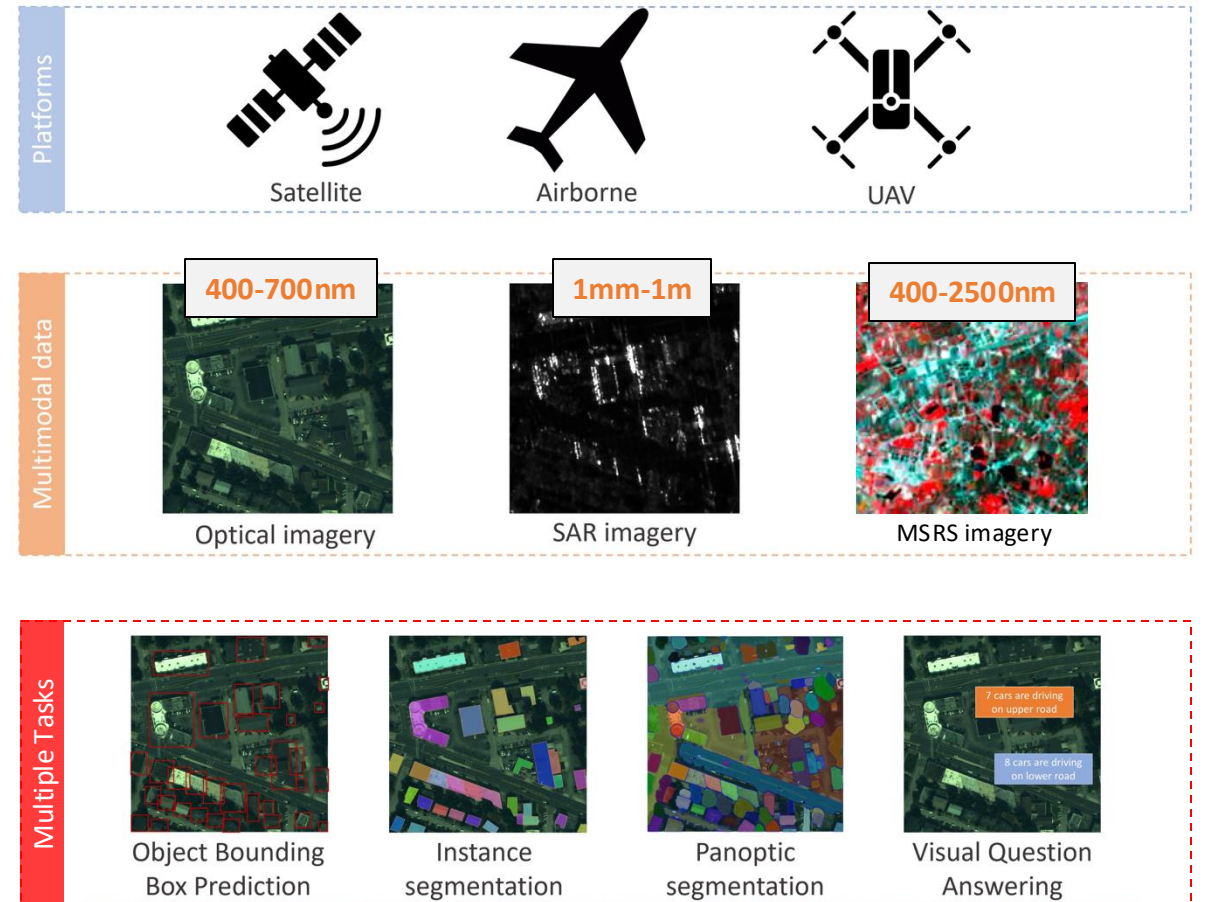 Platforms
Satellite
Airborne
UAV
Multimodal data
400-700nm
1mm-1m
400-2500nm
Optical imagery
SAR imagery
MSRS imagery
Multiple Tasks
7 cars are driving
on upper road
8 cars are driving
on lower road
Object Bounding
Box Prediction
Instance
segmentation
Panoptic
segmentation
Visual Question
Answering